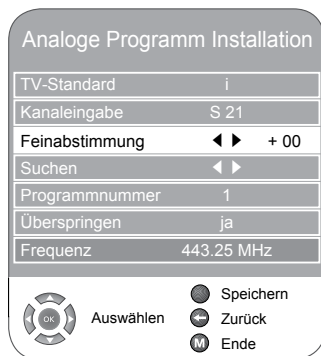 Analoge Programm Installation
TV-Standard i
Kanaleingabe S 21
Feinabstimmung ◀ ▶ + 00
Suchen ◀ ▶
Programmnummer 1
Überspringen ja
Frequenz 443.25 MHz
Speichern
OK Auswählen Zurück
M Ende